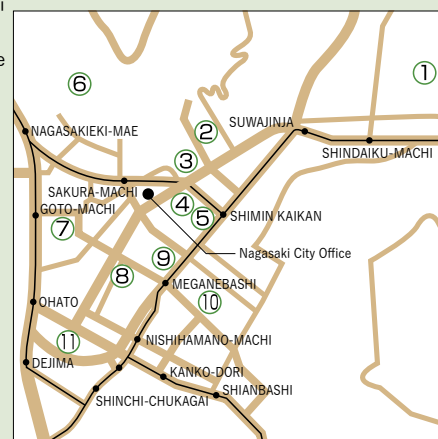 e
①
⑥
SUWAJINJA
②
NAGASAKIEKI-MAE
SHINDAIKU-MACHI
③
SAKURA-MACHI
④
GOTO-MACHI
⑤
SHIMIN KAIKAN
⑦
Nagasaki City Office
⑨
⑧
MEGANEBASHI
⑩
OHATO
⑪
NISHIHAMANO-MACHI
DEJIMA
KANKO-DORI
SHIANBASHI
SHINCHI-CHUKAGAI